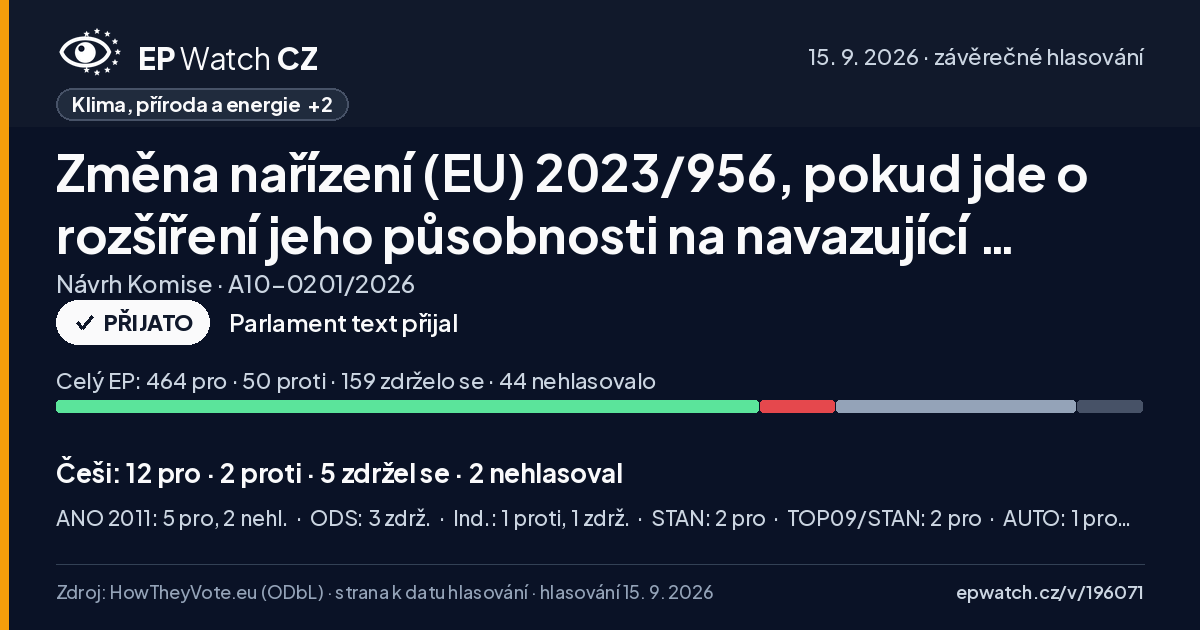 EP Watch CZ
15. 9. 2026 · závěrečné hlasování
Klima, příroda a energie +2
Změna nařízení (EU) 2023/956, pokud jde o
rozšíření jeho působnosti na navazující …
Návrh Komise · A10–0201/2026
✓ PŘIJATO Parlament text přijal
Celý EP: 464 pro · 50 proti · 159 zdrželo se · 44 nehlasovalo
Češi: 12 pro · 2 proti · 5 zdržel se · 2 nehlasoval
ANO 2011: 5 pro, 2 nehl. · ODS: 3 zdrž. · Ind.: 1 proti, 1 zdrž. · STAN: 2 pro · TOP09/STAN: 2 pro · AUTO: 1 pro…
Zdroj: HowTheyVote.eu (ODbL) · strana k datu hlasování · hlasování 15. 9. 2026
epwatch.cz/v/196071